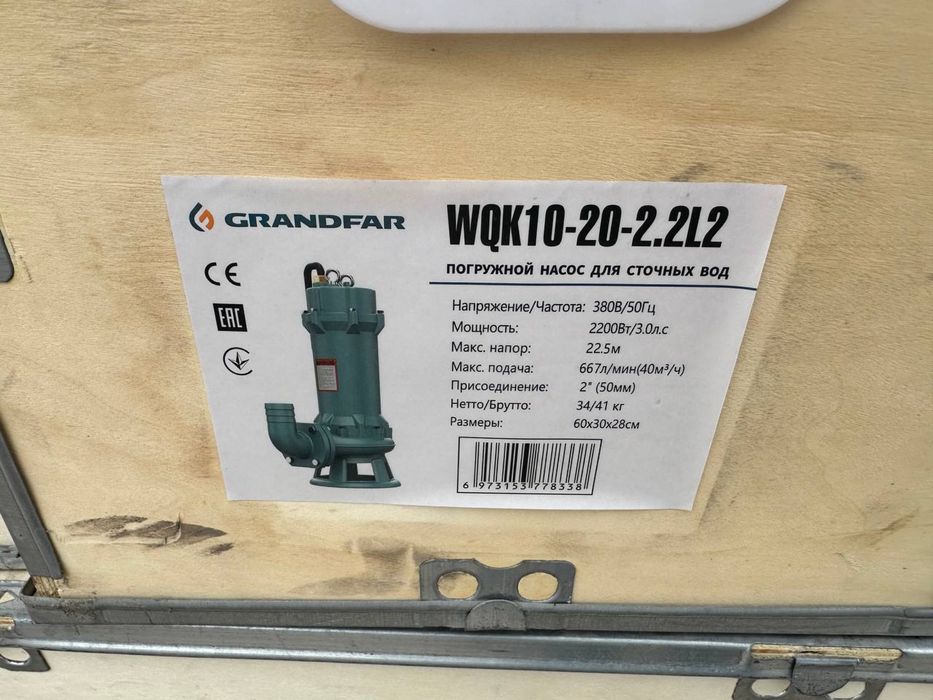 GRANDFAR
WQK10-20-2.2L2
ПОГРУЖНОЙ НАСОС ДЛЯ СТОЧНЫХ ВОД
CE
EAC
Напряжение/Частота: 380В/50Гц
Мощность: 2200Вт/3.0л.с
Макс. напор: 22.5м
Макс. подача: 667л/мин(40м³/ч)
Присоединение: 2" (50мм)
Нетто/Брутто: 34/41 кг
Размеры: 60x30x28см
6 973153 778338